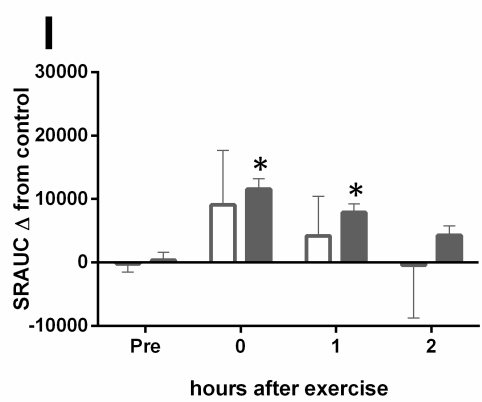 I
SRAUC Δ from control
30000
20000
10000
0
-10000
*
*
Pre 0 1 2
hours after exercise